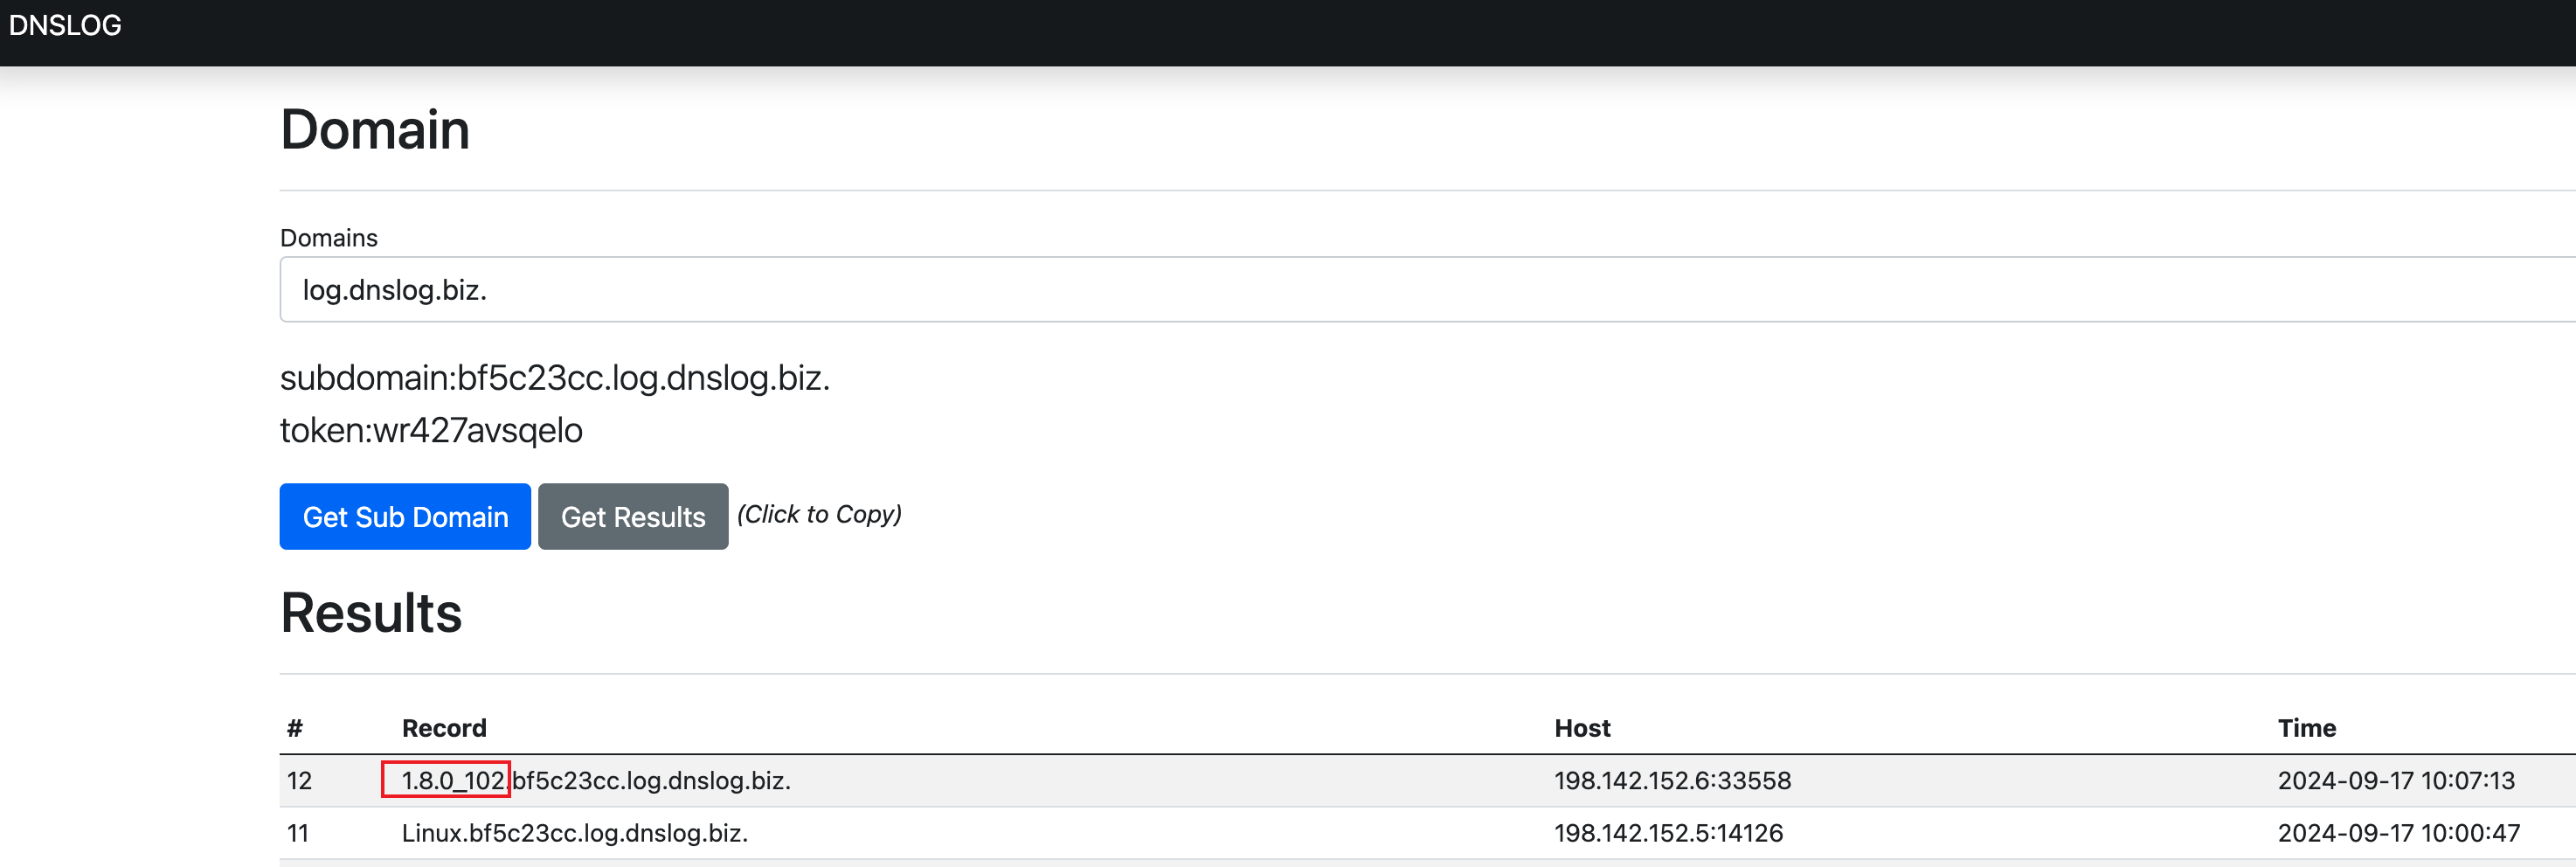 DNSLOG
Domain
Domains
log.dnslog.biz.
subdomain:bf5c23cc.log.dnslog.biz.
token:wr427avsqelo
Get Sub Domain Get Results (Click to Copy)
Results
# Record Host Time
12 1.8.0_102.bf5c23cc.log.dnslog.biz. 198.142.152.6:33558 2024-09-17 10:07:13
11 Linux.bf5c23cc.log.dnslog.biz. 198.142.152.5:14126 2024-09-17 10:00:47